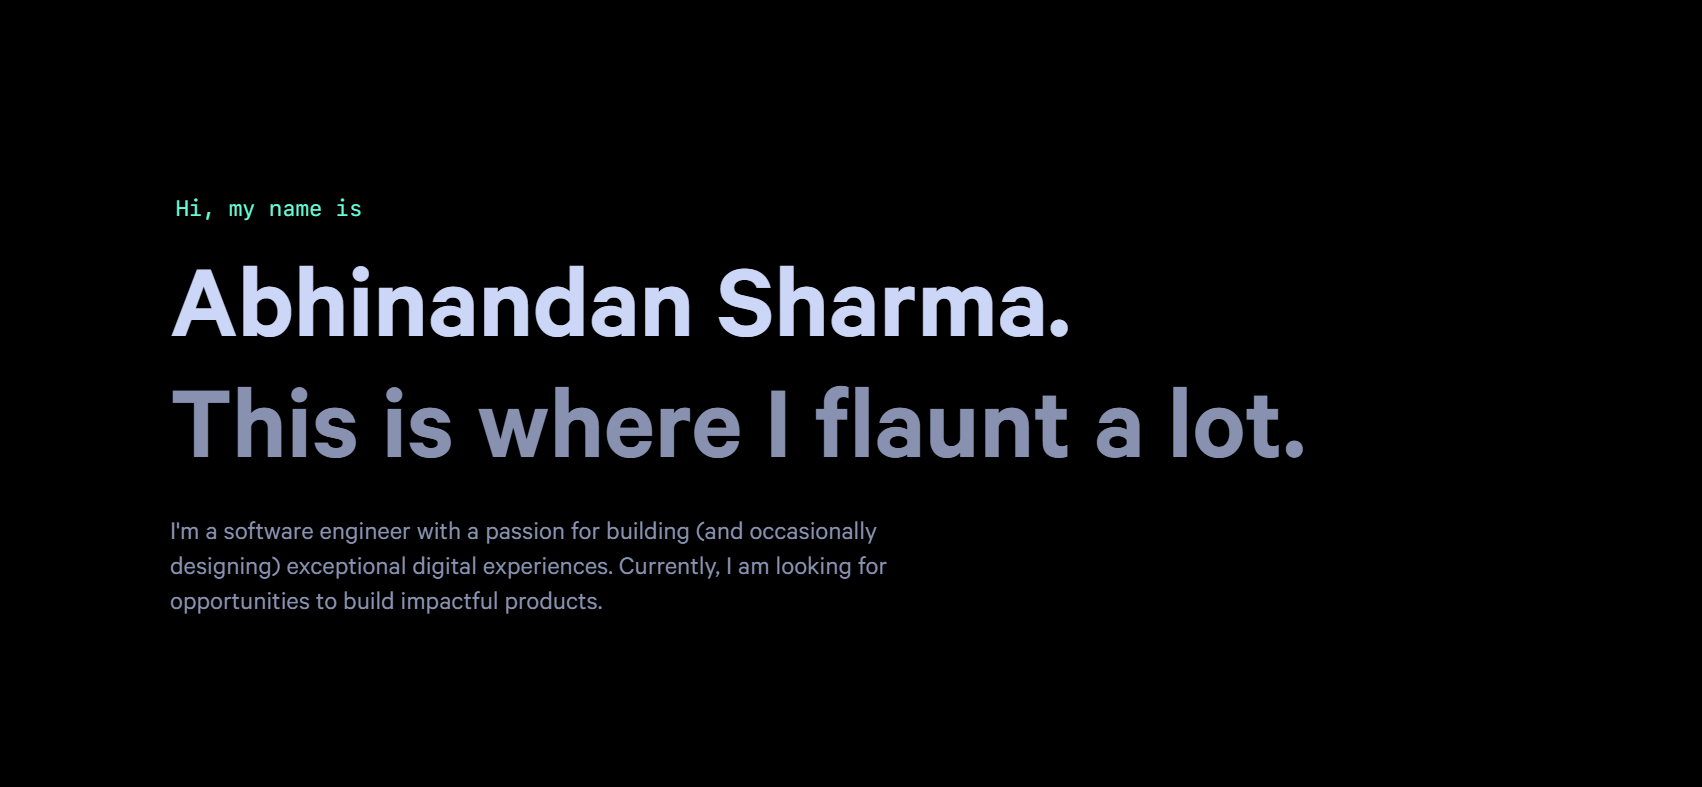 Hi, my name is
Abhinandan Sharma.
This is where I flaunt a lot.
I'm a software engineer with a passion for building (and occasionally
designing) exceptional digital experiences. Currently, I am looking for
opportunities to build impactful products.